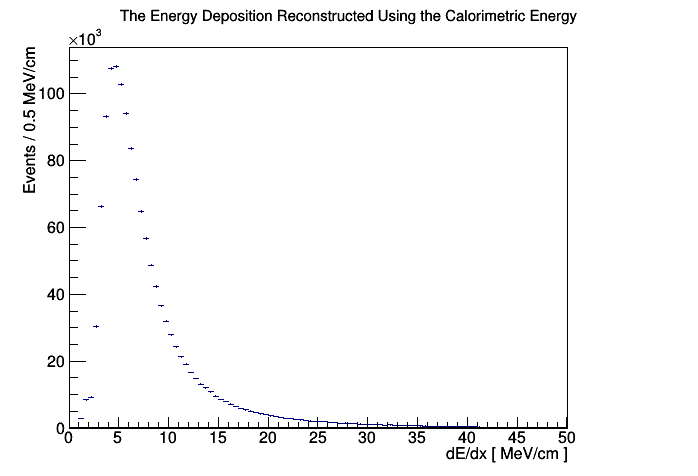 The Energy Deposition Reconstructed Using the Calorimetric Energy
×10³
Events / 0.5 MeV/cm
100
80
60
40
20
0
0 5 10 15 20 25 30 35 40 45 50
dE/dx [ MeV/cm ]